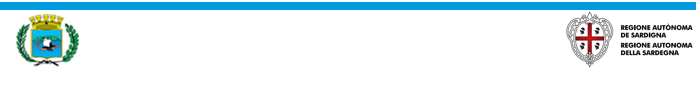 REGIONE AUTÒNOMA
DE SARDIGNA
REGIONE AUTONOMA
DELLA SARDEGNA